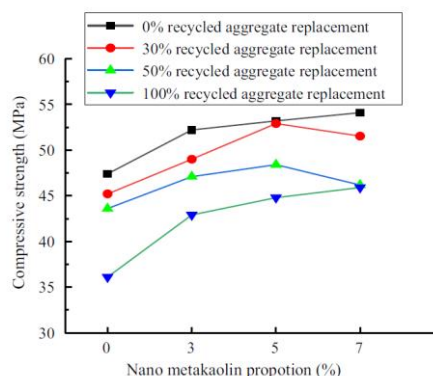 0% recycled aggregate replacement
30% recycled aggregate replacement
50% recycled aggregate replacement
100% recycled aggregate replacement
Compressive strength (MPa)
60
55
50
45
40
35
30
0 3 5 7
Nano metakaolin propotion (%)